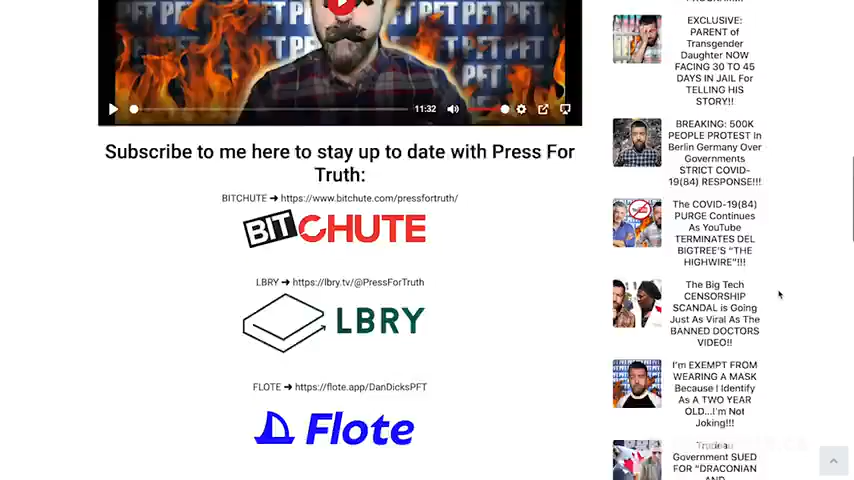 PFT PFT PFT PFT
11:32
Subscribe to me here to stay up to date with Press For
Truth:
BITCHUTE ➜ https://www.bitchute.com/pressfortruth/
BITCHUTE
LBRY ➜ https://lbry.tv/@PressForTruth
LBRY
FLOTE ➜ https://flote.app/DanDicksPFT
Flote
EXCLUSIVE:
PARENT of
Transgender
Daughter NOW
FACING 30 TO 45
DAYS IN JAIL For
TELLING HIS
STORY!!
BREAKING: 500K
PEOPLE PROTEST In
Berlin Germany Over
Governments
STRICT COVID-
19(84) RESPONSE!!!
The COVID-19(84)
PURGE Continues
As YouTube
TERMINATES DEL
BIGTREE'S "THE
HIGHWIRE"!!!
The Big Tech
CENSORSHIP
SCANDAL is Going
Just As Viral As The
BANNED DOCTORS
VIDEO!!
I'm EXEMPT FROM
WEARING A MASK
Because I Identify
As A TWO YEAR
OLD...I'm Not
Joking!!!
Trudeau
Government SUED
FOR "DRACONIAN
AND